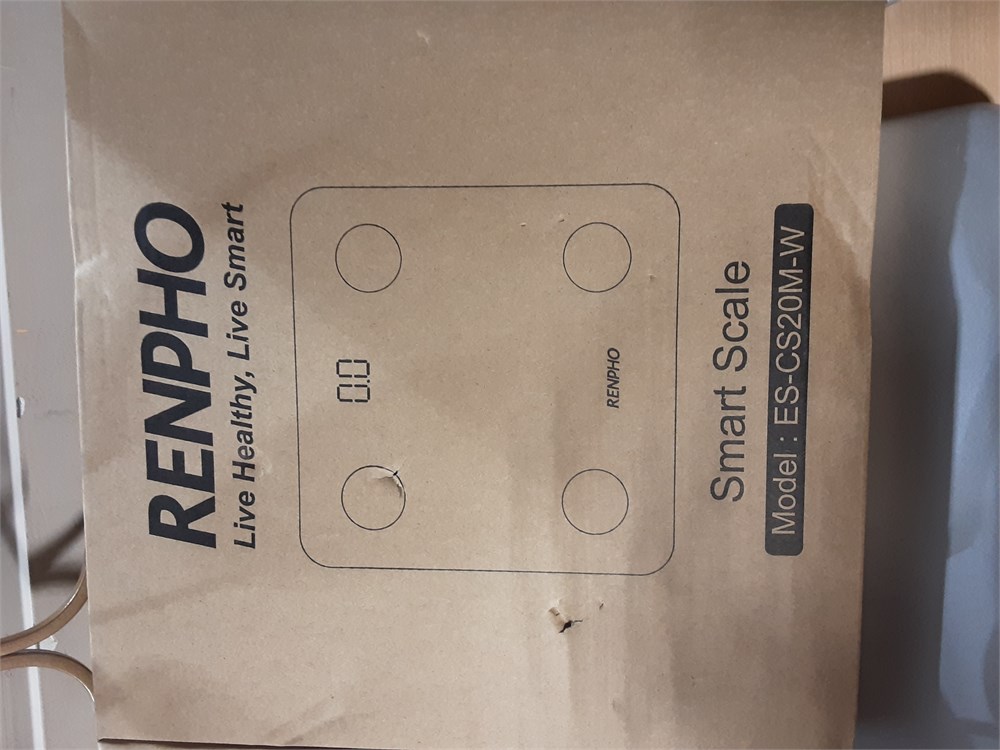 RENPHO
Live Healthy, Live Smart
0.0
RENPHO
Smart Scale
Model : ES-CS20M-W